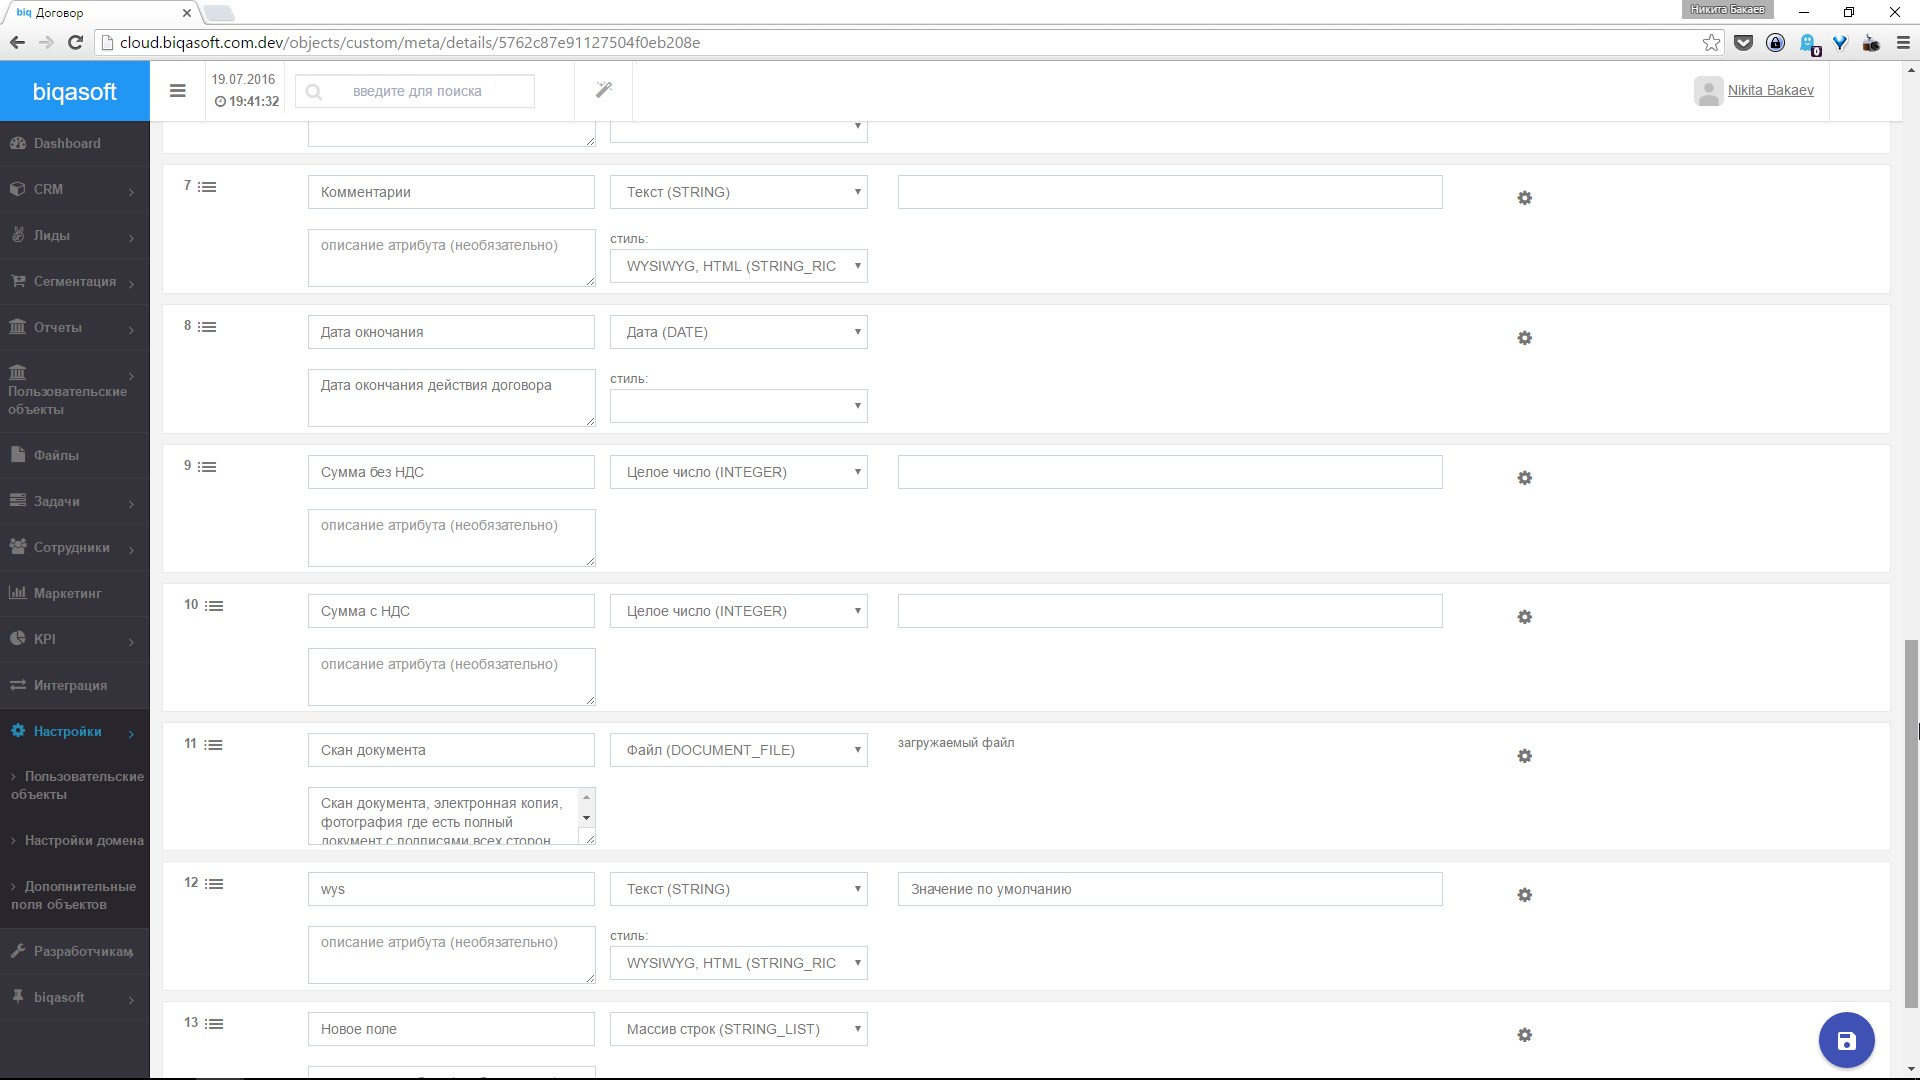 biq Договор
Никита Бакаев
cloud.biqasoft.com.dev/objects/custom/meta/details/5762c87e91127504f0eb208e
0
biqasoft
19.07.2016
19:41:32
введите для поиска
Nikita Bakaev
Dashboard
CRM
Лиды
Сегментация
Отчеты
Пользовательские
объекты
Файлы
Задачи
Сотрудники
Маркетинг
KPI
Интеграция
Настройки
Пользовательские
объекты
Настройки домена
Дополнительные
поля объектов
Разработчикам
biqasoft
7
Комментарии
Текст (STRING)
описание атрибута (необязательно)
стиль:
WYSIWYG, HTML (STRING_RIC
8
Дата окночания
Дата (DATE)
Дата окончания действия договора
стиль:
9
Сумма без НДС
Целое число (INTEGER)
описание атрибута (необязательно)
10
Сумма с НДС
Целое число (INTEGER)
описание атрибута (необязательно)
11
Скан документа
Файл (DOCUMENT_FILE)
загружаемый файл
Скан документа, электронная копия,
фотография где есть полный
документ с подписями всех сторон
12
wys
Текст (STRING)
Значение по умолчанию
описание атрибута (необязательно)
стиль:
WYSIWYG, HTML (STRING_RIC
13
Новое поле
Массив строк (STRING_LIST)